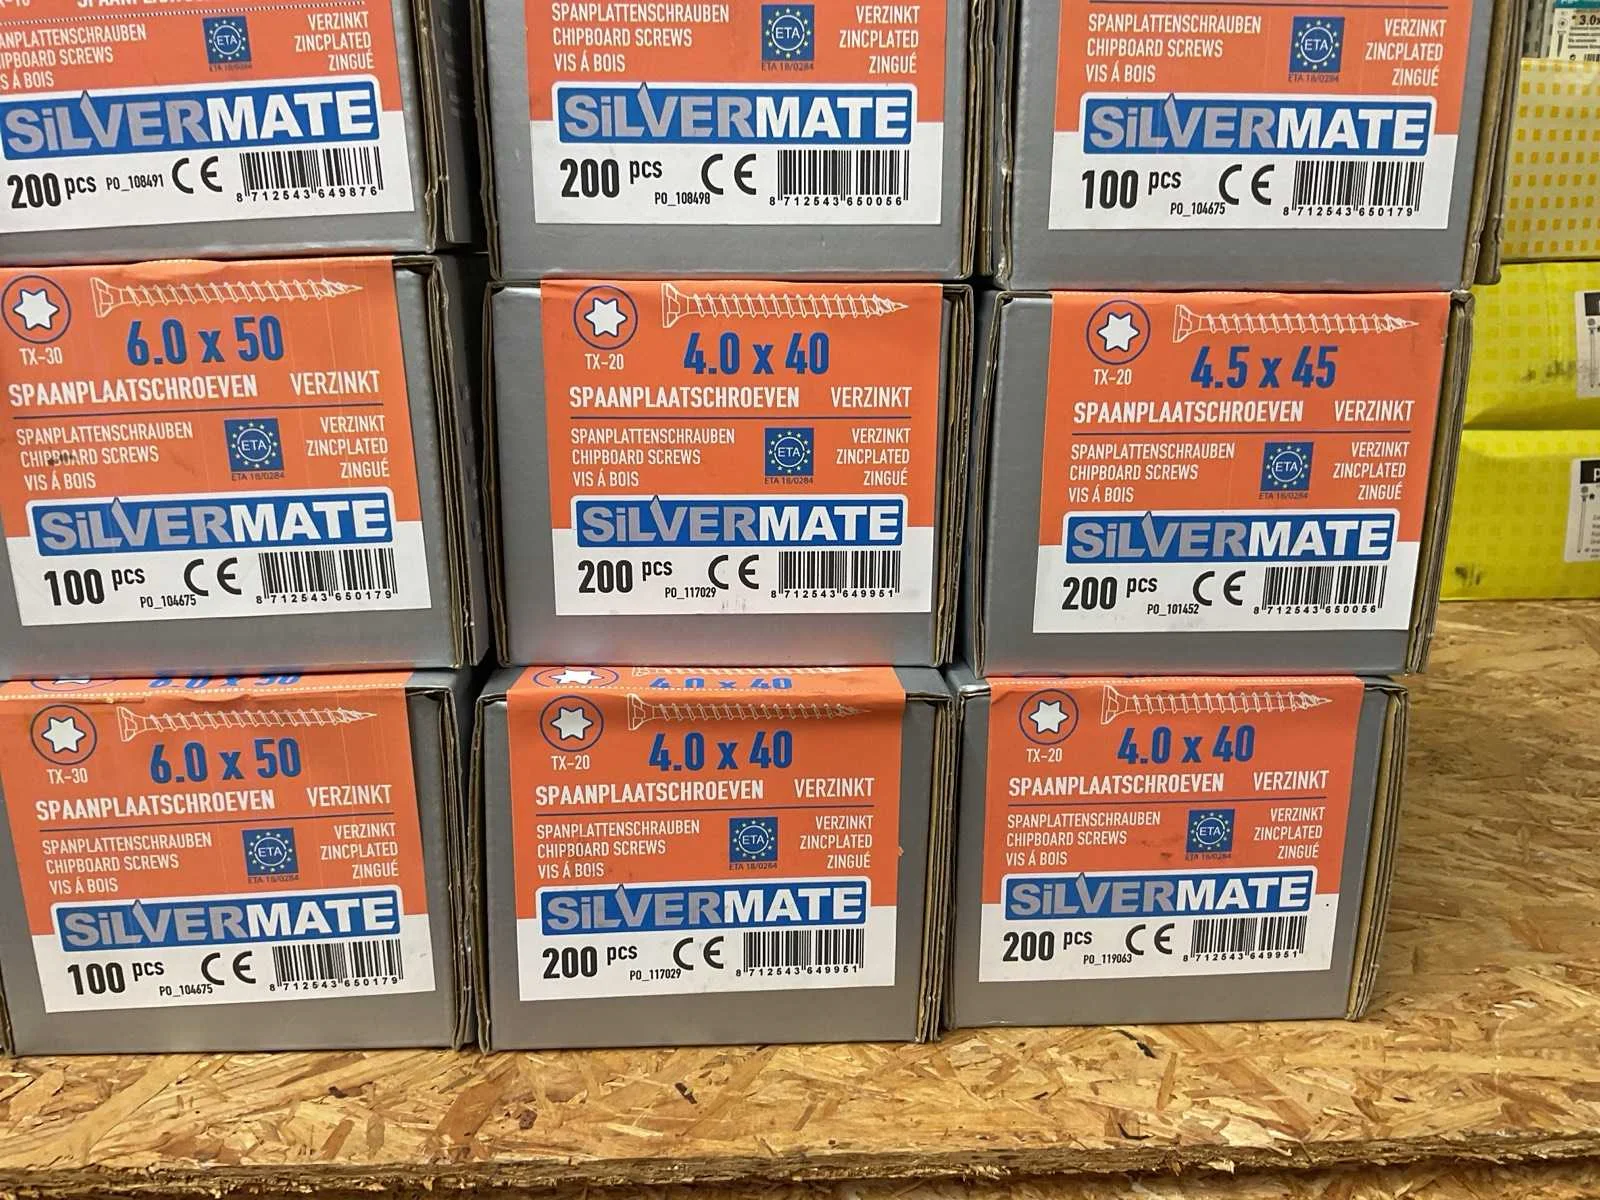 SPANPLATTENSCHRAUBEN
CHIPBOARD SCREWS
VIS Á BOIS
ETA
ETA 18/0284
VERZINKT
ZINCPLATED
ZINGUÉ
SiLVERMATE
200 pcs PO_108491 CE
8 712543 649876
SPANPLATTENSCHRAUBEN
CHIPBOARD SCREWS
VIS Á BOIS
ETA
ETA 18/0284
VERZINKT
ZINCPLATED
ZINGUÉ
SiLVERMATE
200 pcs PO_108498 CE
8 712543 650056
SPANPLATTENSCHRAUBEN
CHIPBOARD SCREWS
VIS Á BOIS
ETA
ETA 18/0284
VERZINKT
ZINCPLATED
ZINGUÉ
SiLVERMATE
100 pcs PO_104675 CE
8 712543 650179
TX-30
6.0 x 50
SPAANPLAATSCHROEVEN VERZINKT
SPANPLATTENSCHRAUBEN
CHIPBOARD SCREWS
VIS Á BOIS
ETA
ETA 18/0284
VERZINKT
ZINCPLATED
ZINGUÉ
SiLVERMATE
100 pcs PO_104675 CE
8 712543 650179
TX-20
4.0 x 40
SPAANPLAATSCHROEVEN VERZINKT
SPANPLATTENSCHRAUBEN
CHIPBOARD SCREWS
VIS Á BOIS
ETA
ETA 18/0284
VERZINKT
ZINCPLATED
ZINGUÉ
SiLVERMATE
200 pcs PO_117029 CE
8 712543 649951
TX-20
4.5 x 45
SPAANPLAATSCHROEVEN VERZINKT
SPANPLATTENSCHRAUBEN
CHIPBOARD SCREWS
VIS Á BOIS
ETA
ETA 18/0284
VERZINKT
ZINCPLATED
ZINGUÉ
SiLVERMATE
200 pcs PO_101452 CE
8 712543 650056
6.0 x 50
TX-30
6.0 x 50
SPAANPLAATSCHROEVEN VERZINKT
SPANPLATTENSCHRAUBEN
CHIPBOARD SCREWS
VIS Á BOIS
ETA
ETA 18/0284
VERZINKT
ZINCPLATED
ZINGUÉ
SiLVERMATE
100 pcs PO_104675 CE
8 712543 650179
4.0 x 40
TX-20
4.0 x 40
SPAANPLAATSCHROEVEN VERZINKT
SPANPLATTENSCHRAUBEN
CHIPBOARD SCREWS
VIS Á BOIS
ETA
ETA 18/0284
VERZINKT
ZINCPLATED
ZINGUÉ
SiLVERMATE
200 pcs PO_117029 CE
8 712543 649951
TX-20
4.0 x 40
SPAANPLAATSCHROEVEN VERZINKT
SPANPLATTENSCHRAUBEN
CHIPBOARD SCREWS
VIS Á BOIS
ETA
ETA 18/0284
VERZINKT
ZINCPLATED
ZINGUÉ
SiLVERMATE
200 pcs PO_119063 CE
8 712543 649951